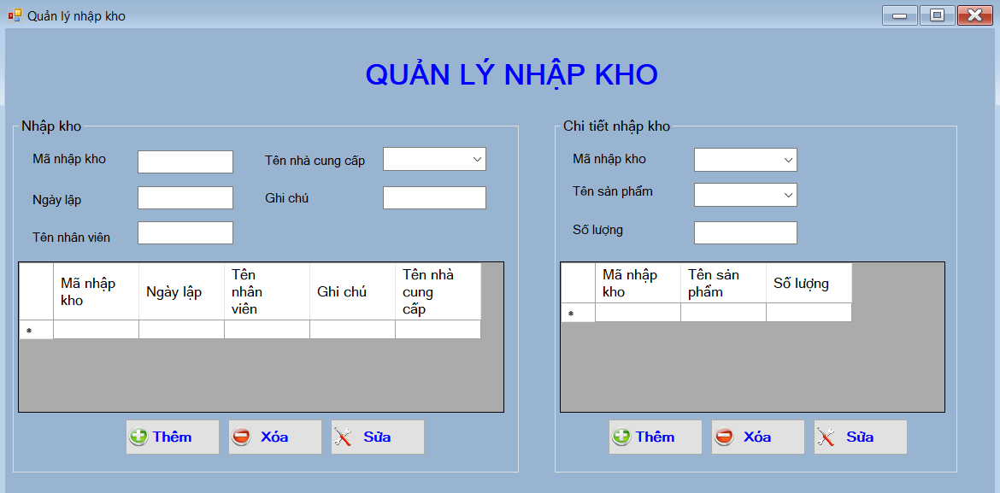 Quản lý nhập kho
QUẢN LÝ NHẬP KHO
Nhập kho
Mã nhập kho
Tên nhà cung cấp
Ngày lập
Ghi chú
Tên nhân viên
Mã nhập
kho
Ngày lập
Tên
nhân
viên
Ghi chú
Tên nhà
cung
cấp
Thêm
Xóa
Sửa
Chi tiết nhập kho
Mã nhập kho
Tên sản phẩm
Số lượng
Mã nhập
kho
Tên sản
phẩm
Số lượng
Thêm
Xóa
Sửa